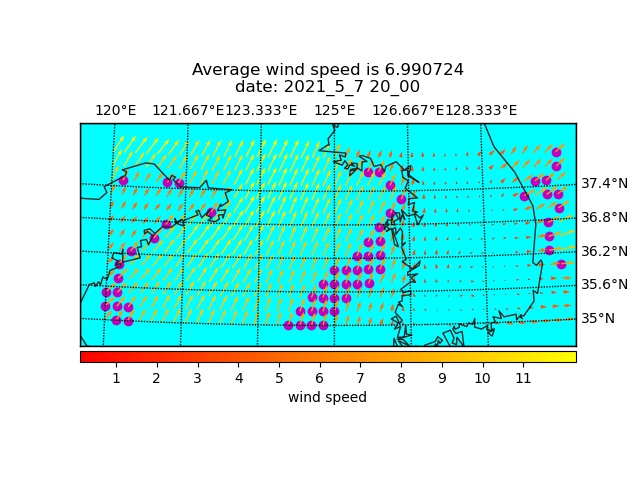 Average wind speed is 6.990724
date: 2021_5_7 20_00
120°E 121.667°E 123.333°E 125°E 126.667°E 128.333°E
37.4°N
36.8°N
36.2°N
35.6°N
35°N
1 2 3 4 5 6 7 8 9 10 11
wind speed